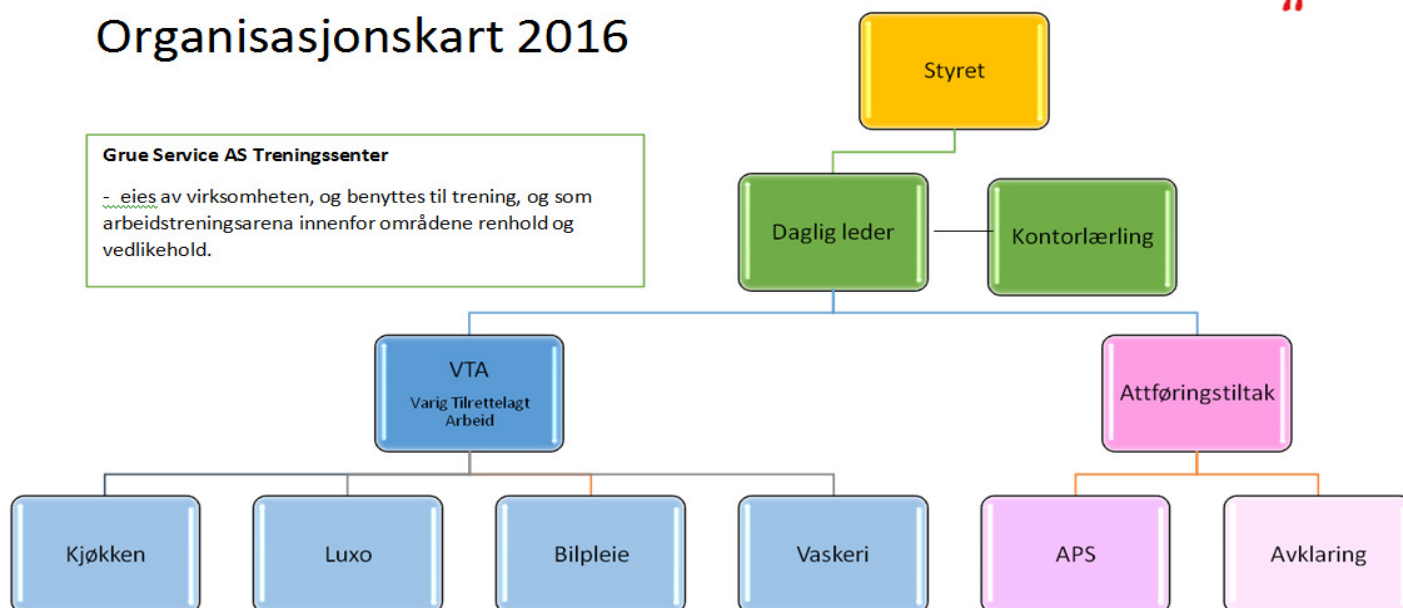 Organisasjonskart 2016
Styret
Grue Service AS Treningssenter
- eies av virksomheten, og benyttes til trening, og som
arbeidstreningsarena innenfor områdene renhold og
vedlikehold.
Daglig leder
Kontorlærling
VTA
Varig Tilrettelagt
Arbeid
Attføringstiltak
Kjøkken
Luxo
Bilpleie
Vaskeri
APS
Avklaring